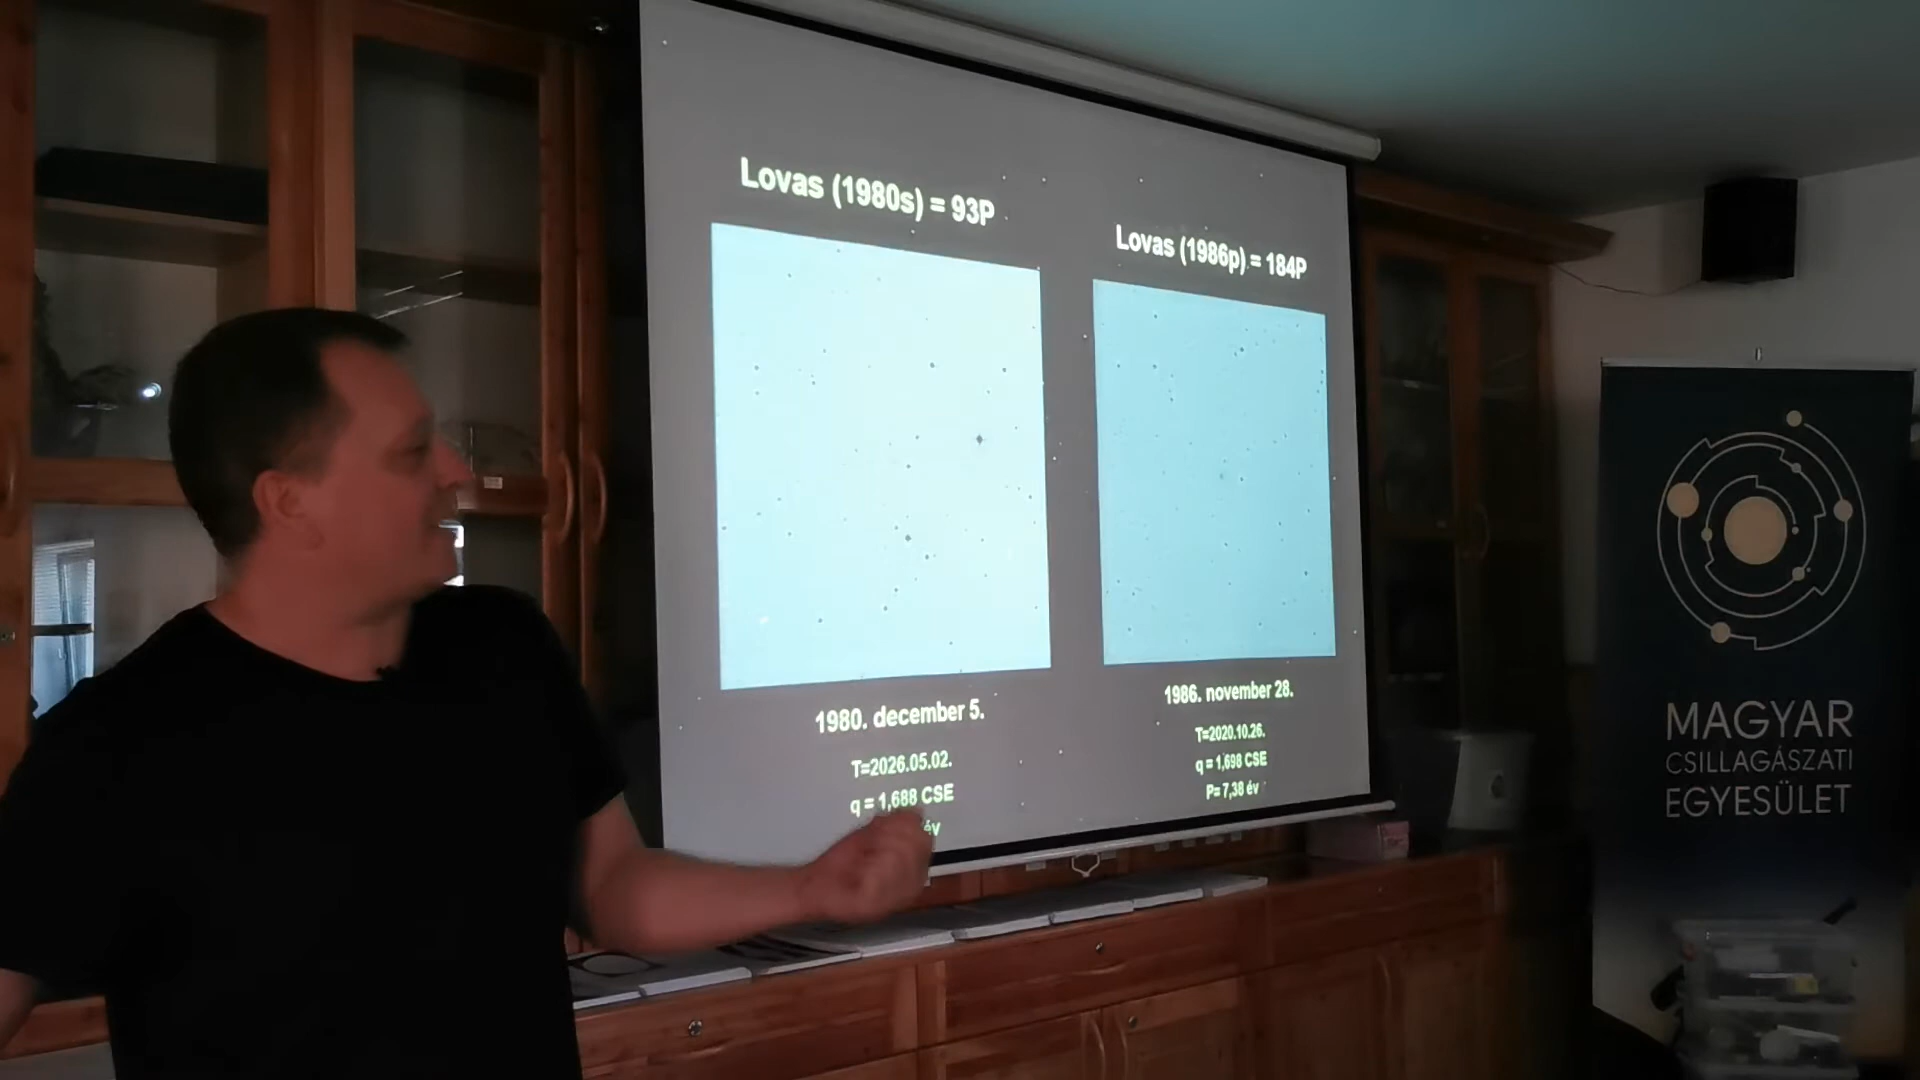 Lovas (1980s) = 93P
1980. december 5.
T=2026.05.02.
q = 1,688 CSE
év
Lovas (1986p) = 184P
1986. november 28.
T=2020.10.26.
q = 1,698 CSE
P= 7,38 év
MAGYAR
CSILLAGÁSZATI
EGYESÜLET